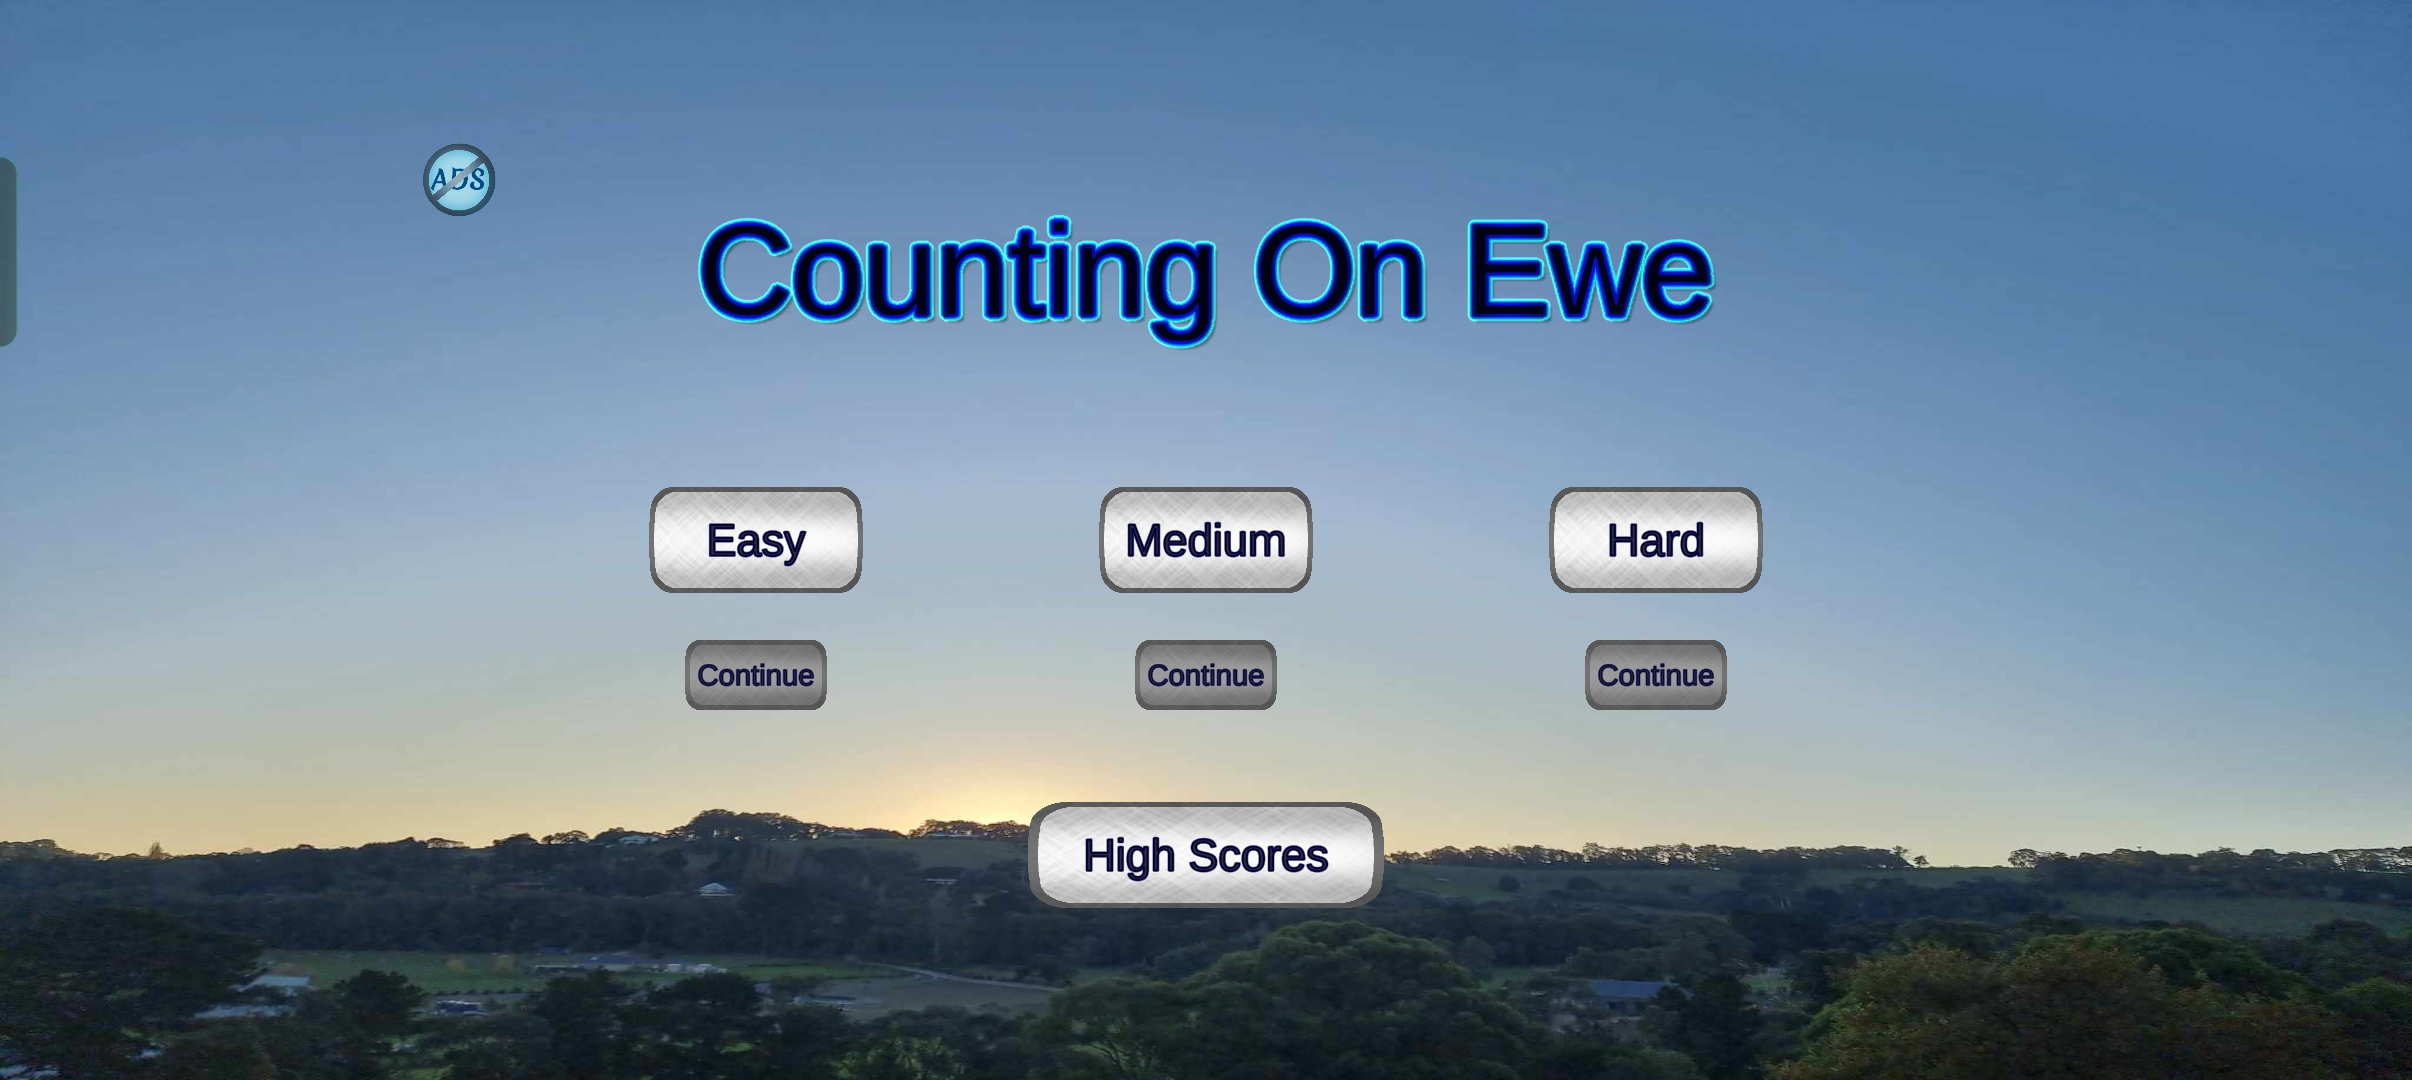 ADS
Counting On Ewe
Easy
Medium
Hard
Continue
Continue
Continue
High Scores